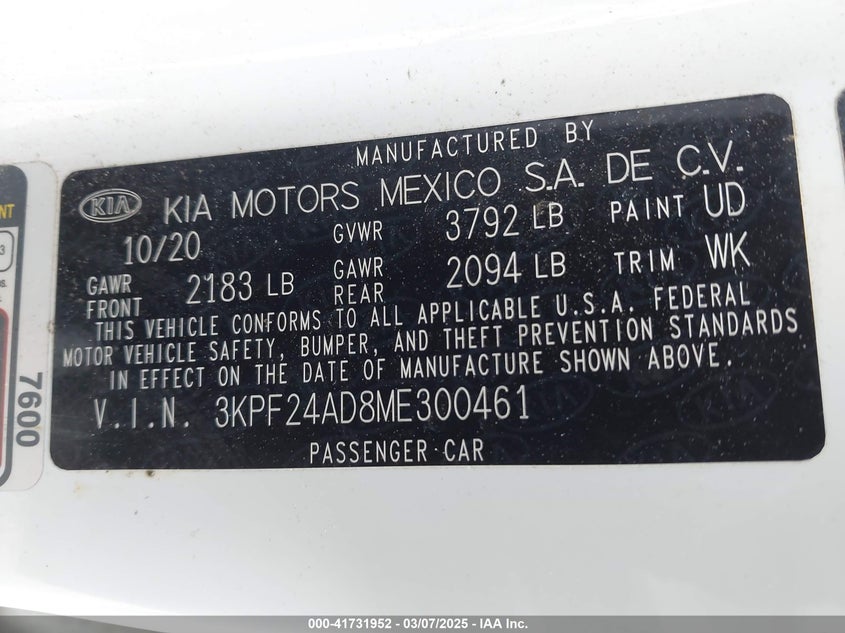 MANUFACTURED BY
KIA KIA MOTORS MEXICO S.A. DE C.V.
10/20 GVWR 3792 LB PAINT UD
GAWR FRONT 2183 LB GAWR REAR 2094 LB TRIM WK
THIS VEHICLE CONFORMS TO ALL APPLICABLE U.S.A. FEDERAL
MOTOR VEHICLE SAFETY, BUMPER, AND THEFT PREVENTION STANDARDS
IN EFFECT ON THE DATE OF MANUFACTURE SHOWN ABOVE.
V.I.N. 3KPF24AD8ME300461
PASSENGER CAR
7600
000-41731952 | 03/07/2025 - IAA Inc.